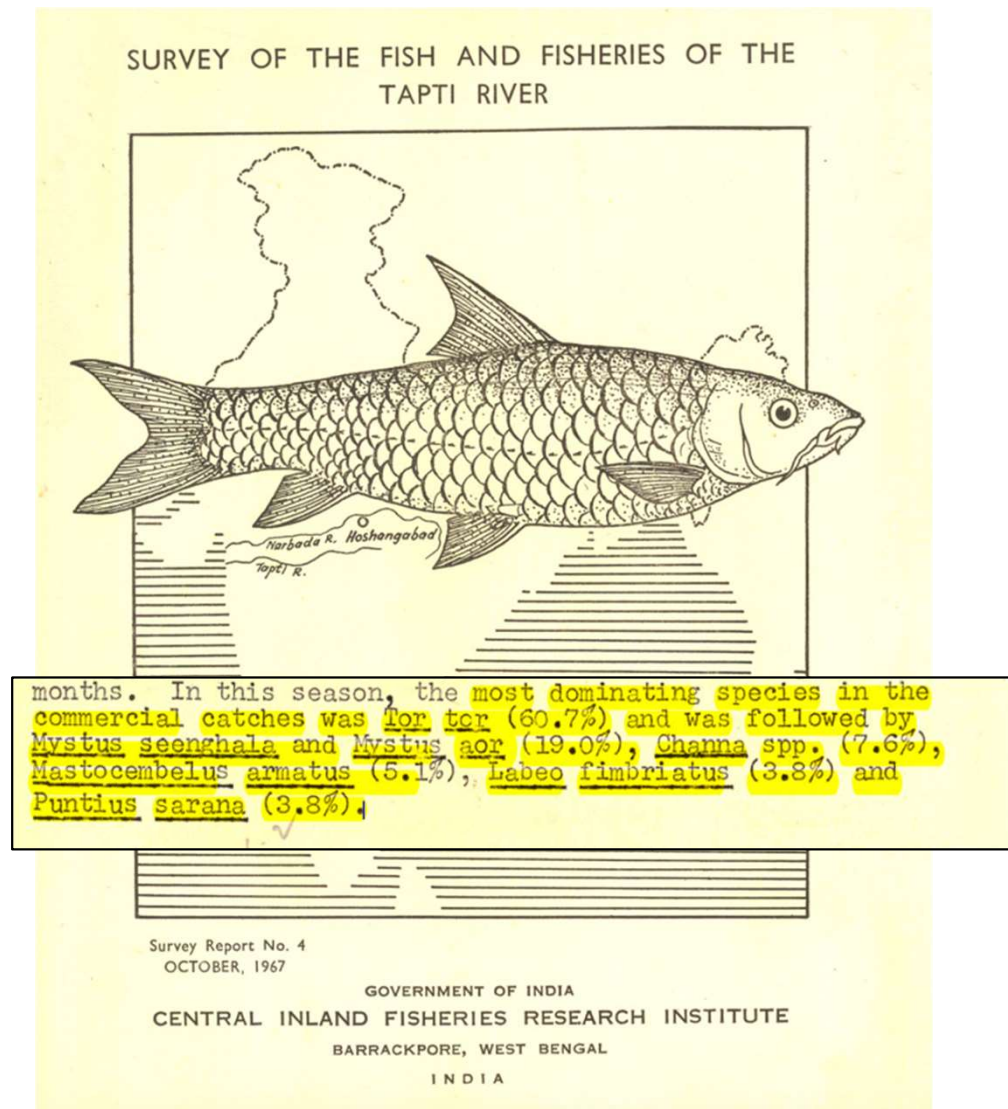 SURVEY OF THE FISH AND FISHERIES OF THE
TAPTI RIVER
Narbada R. Hoshangabad
Tapti R.
months. In this season, the most dominating species in the
commercial catches was Tor tor (60.7%) and was followed by
Mystus seenghala and Mystus aor (19.0%), Channa spp. (7.6%),
Mastocembelus armatus (5.1%), Labeo fimbriatus (3.8%) and
Puntius sarana (3.8%).
Survey Report No. 4
OCTOBER, 1967
GOVERNMENT OF INDIA
CENTRAL INLAND FISHERIES RESEARCH INSTITUTE
BARRACKPORE, WEST BENGAL
INDIA